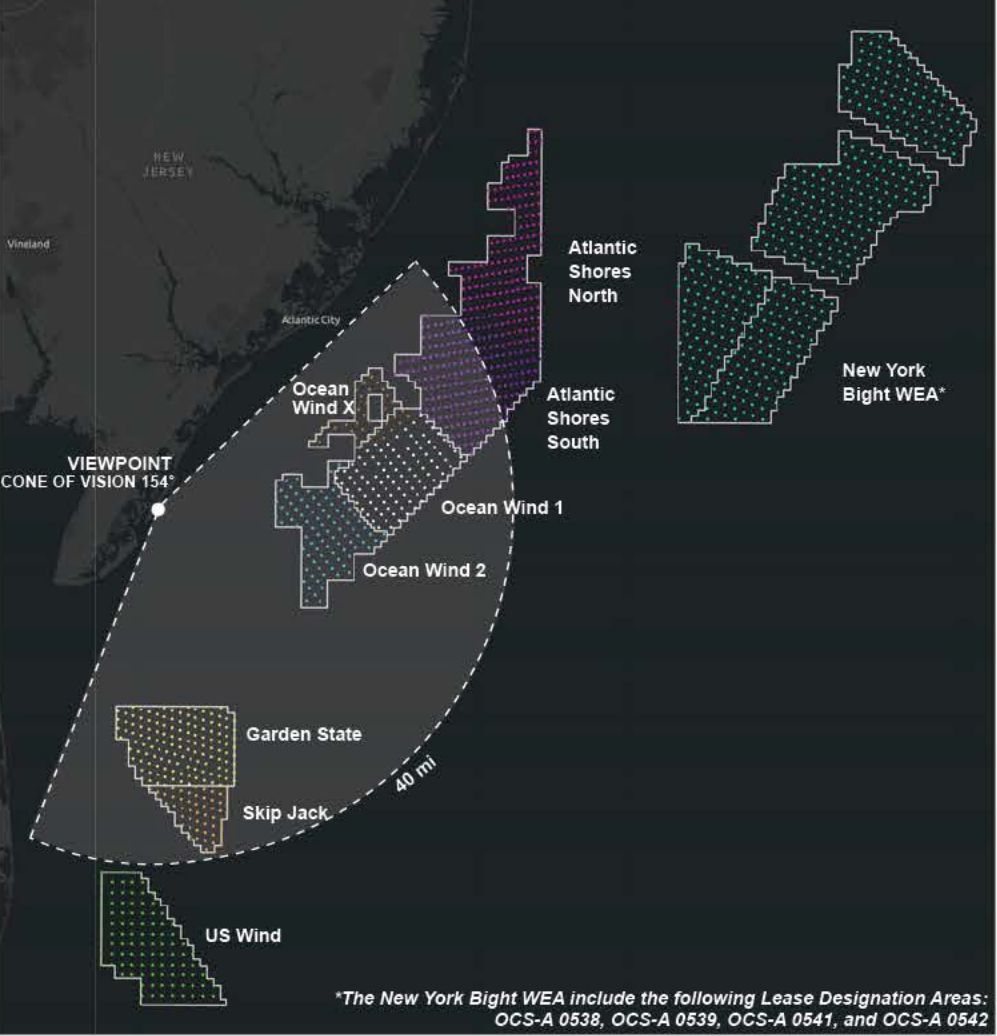 NEW
JERSEY
Vineland
Atlantic
Shores
North
Atlantic City
New York
Bight WEA*
Ocean
Wind X
Atlantic
Shores
South
VIEWPOINT
CONE OF VISION 154°
Ocean Wind 1
Ocean Wind 2
Garden State
40 mi
Skip Jack
US Wind
*The New York Bight WEA include the following Lease Designation Areas:
OCS-A 0538, OCS-A 0539, OCS-A 0541, and OCS-A 0542